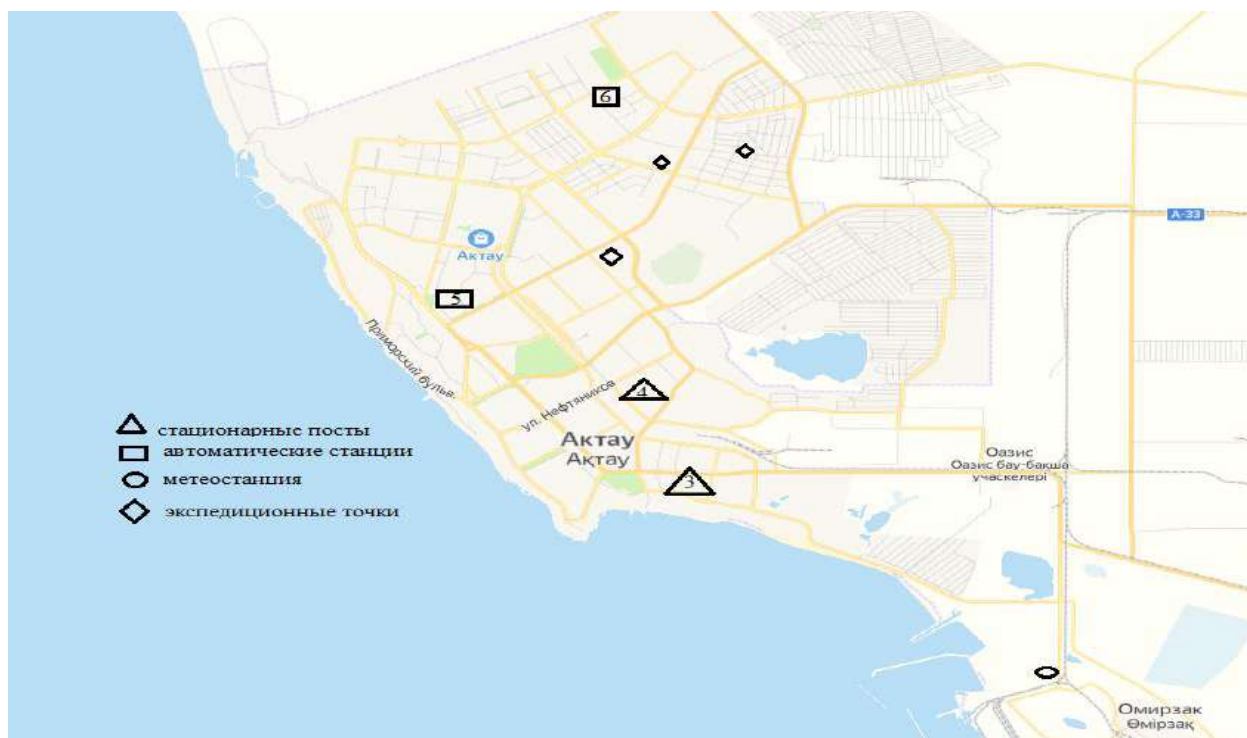 6
А-33
Актау
5
Приморский бульв.
4
ул. Нефтяников
Актау
Ақтау
3
Оазис
Оазис бау-бақша
учаскелері
стационарные посты
автоматические станции
метеостанция
экспедиционные точки
Омирзак
Өмірзақ